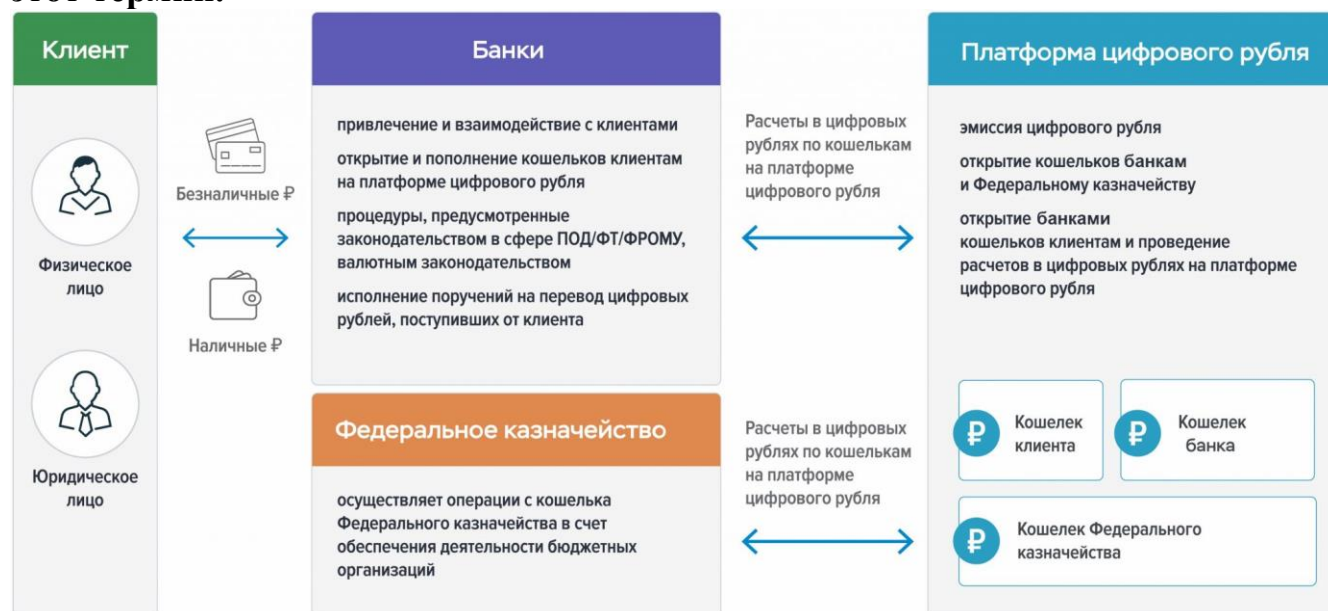 этот термин.
Клиент
Физическое
лицо
Юридическое
лицо
Безналичные ₽
Наличные ₽
Банки
привлечение и взаимодействие с клиентами
открытие и пополнение кошельков клиентам
на платформе цифрового рубля
процедуры, предусмотренные
законодательством в сфере ПОД/ФТ/ФРОМУ,
валютным законодательством
исполнение поручений на перевод цифровых
рублей, поступивших от клиента
Федеральное казначейство
осуществляет операции с кошелька
Федерального казначейства в счет
обеспечения деятельности бюджетных
организаций
Расчеты в цифровых
рублях по кошелькам
на платформе
цифрового рубля
Расчеты в цифровых
рублях по кошелькам
на платформе
цифрового рубля
Платформа цифрового рубля
эмиссия цифрового рубля
открытие кошельков банкам
и Федеральному казначейству
открытие банками
кошельков клиентам и проведение
расчетов в цифровых рублях на платформе
цифрового рубля
₽
Кошелек
клиента
₽
Кошелек
банка
₽
Кошелек Федерального
казначейства